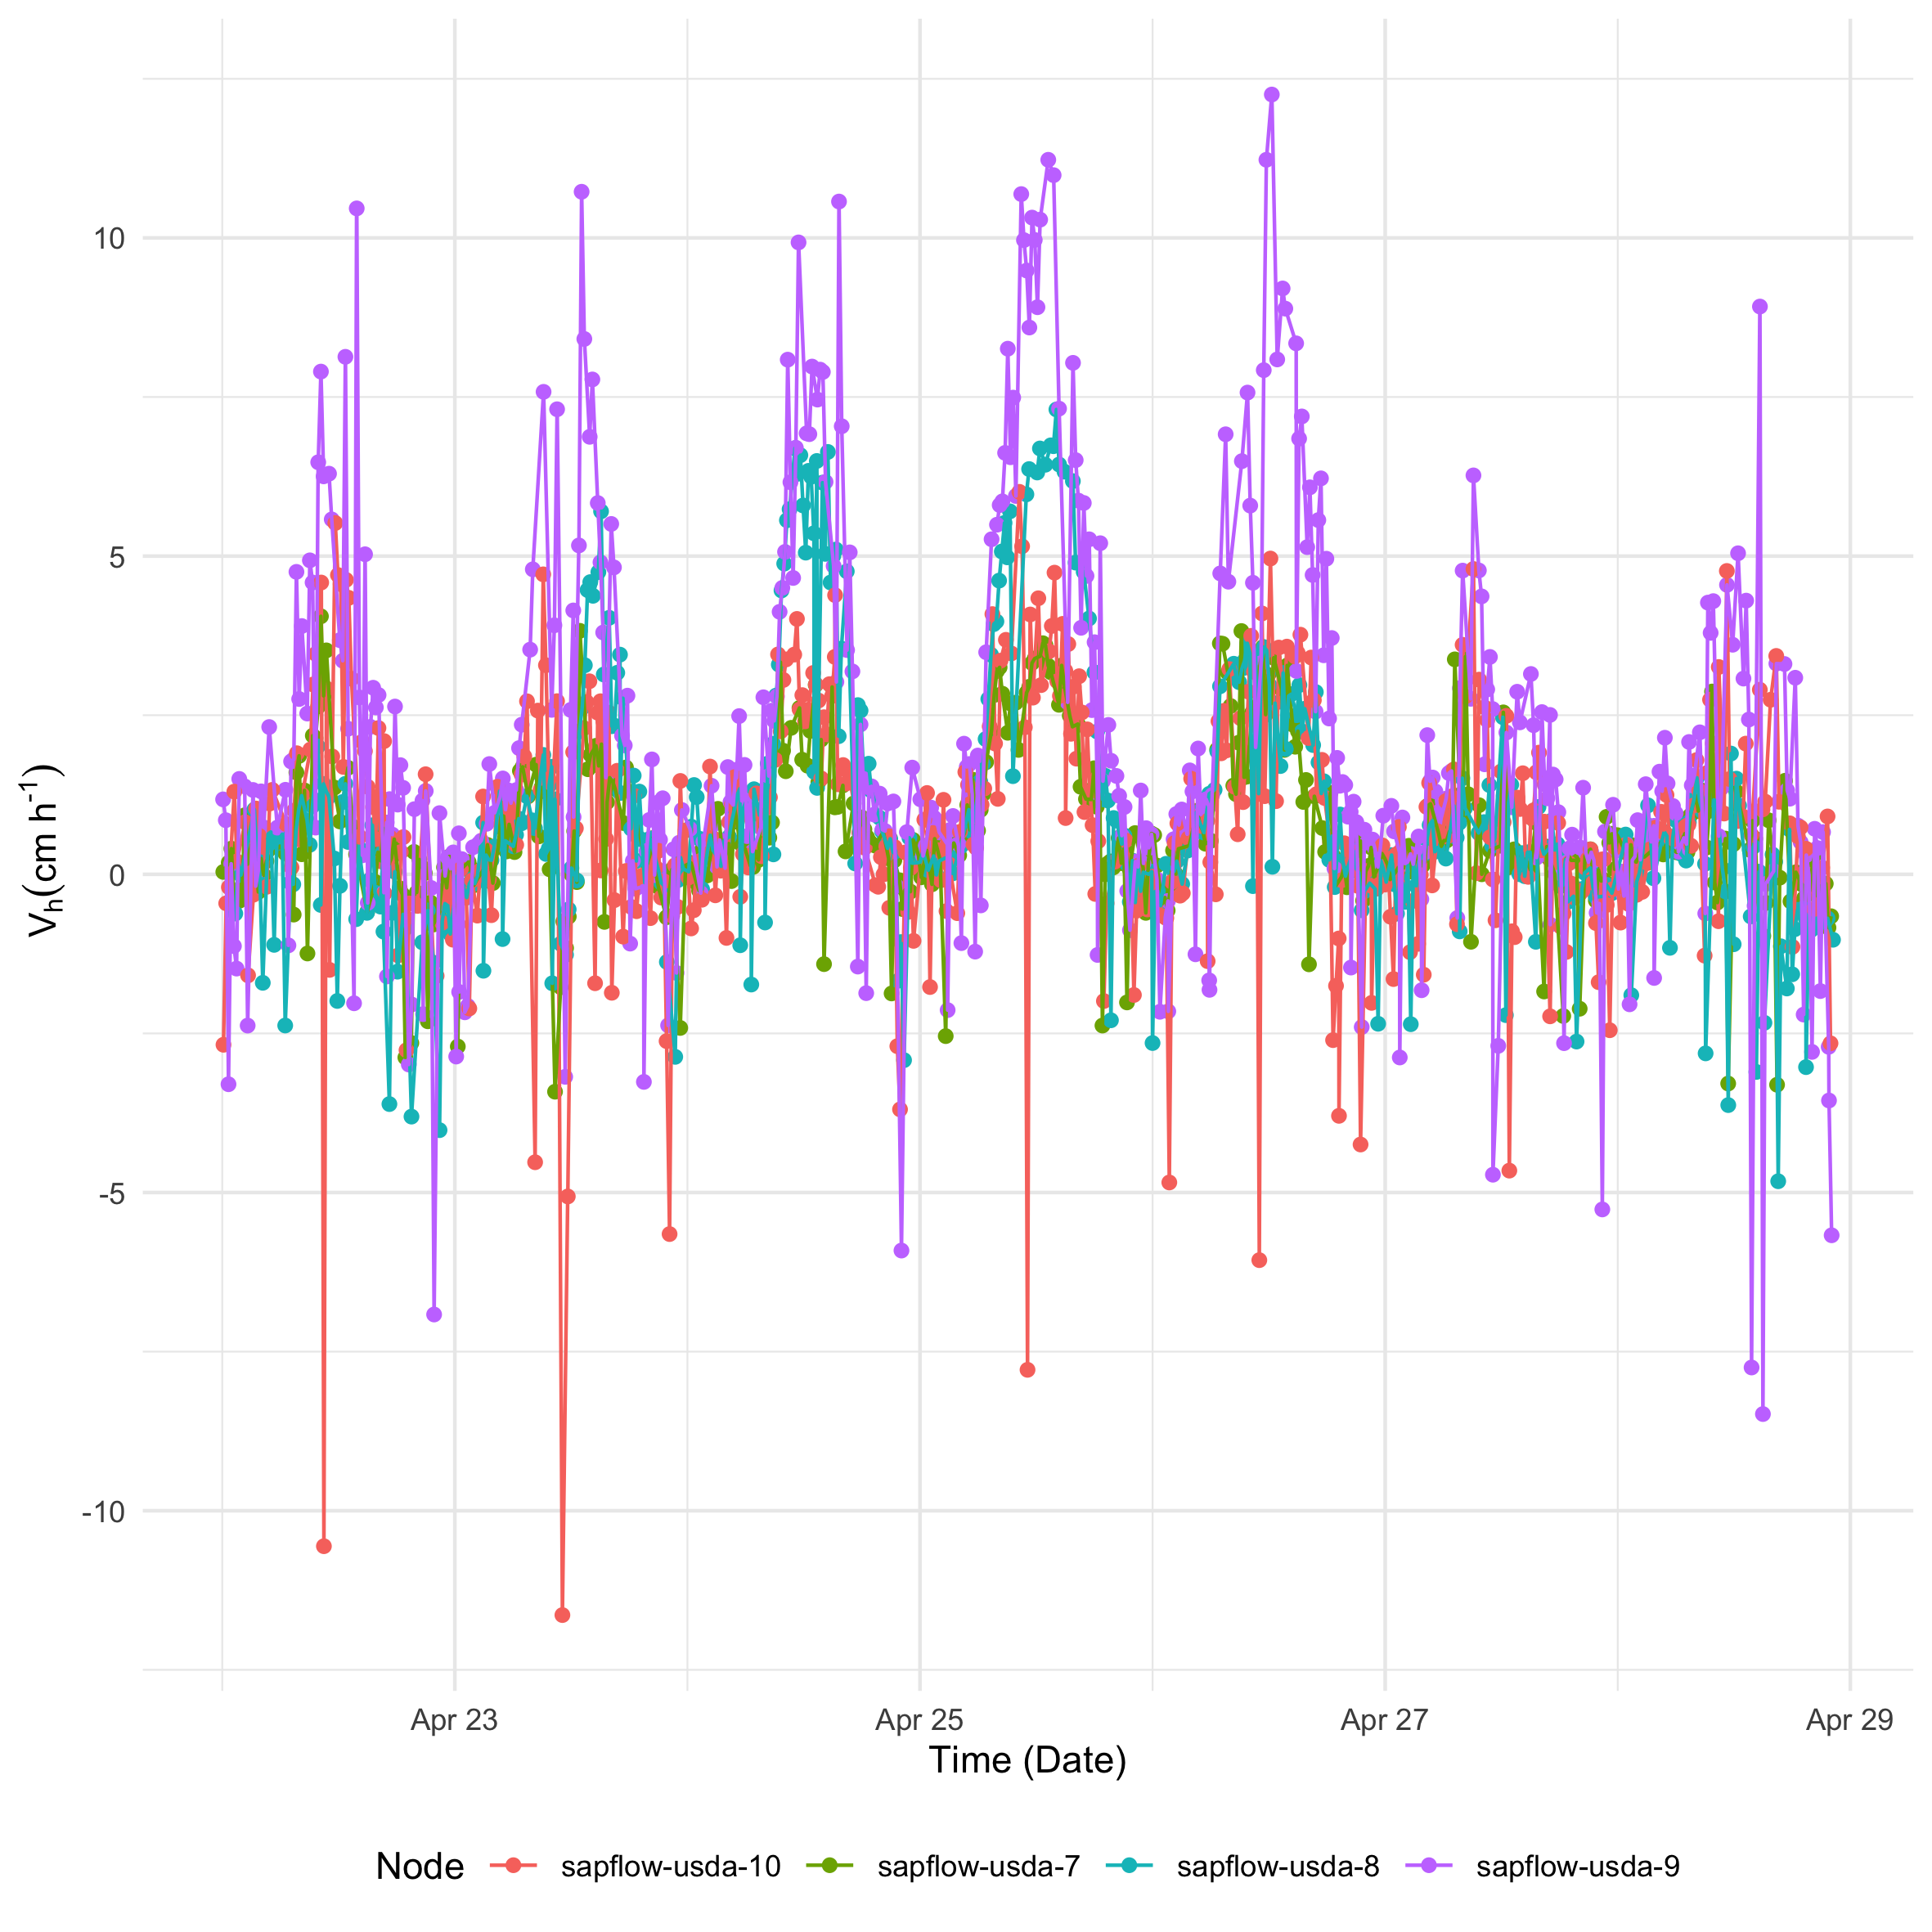 10
5
0
-5
-10
Vh(cm h-1)
Apr 23 Apr 25 Apr 27 Apr 29
Time (Date)
Node sapflow-usda-10 sapflow-usda-7 sapflow-usda-8 sapflow-usda-9